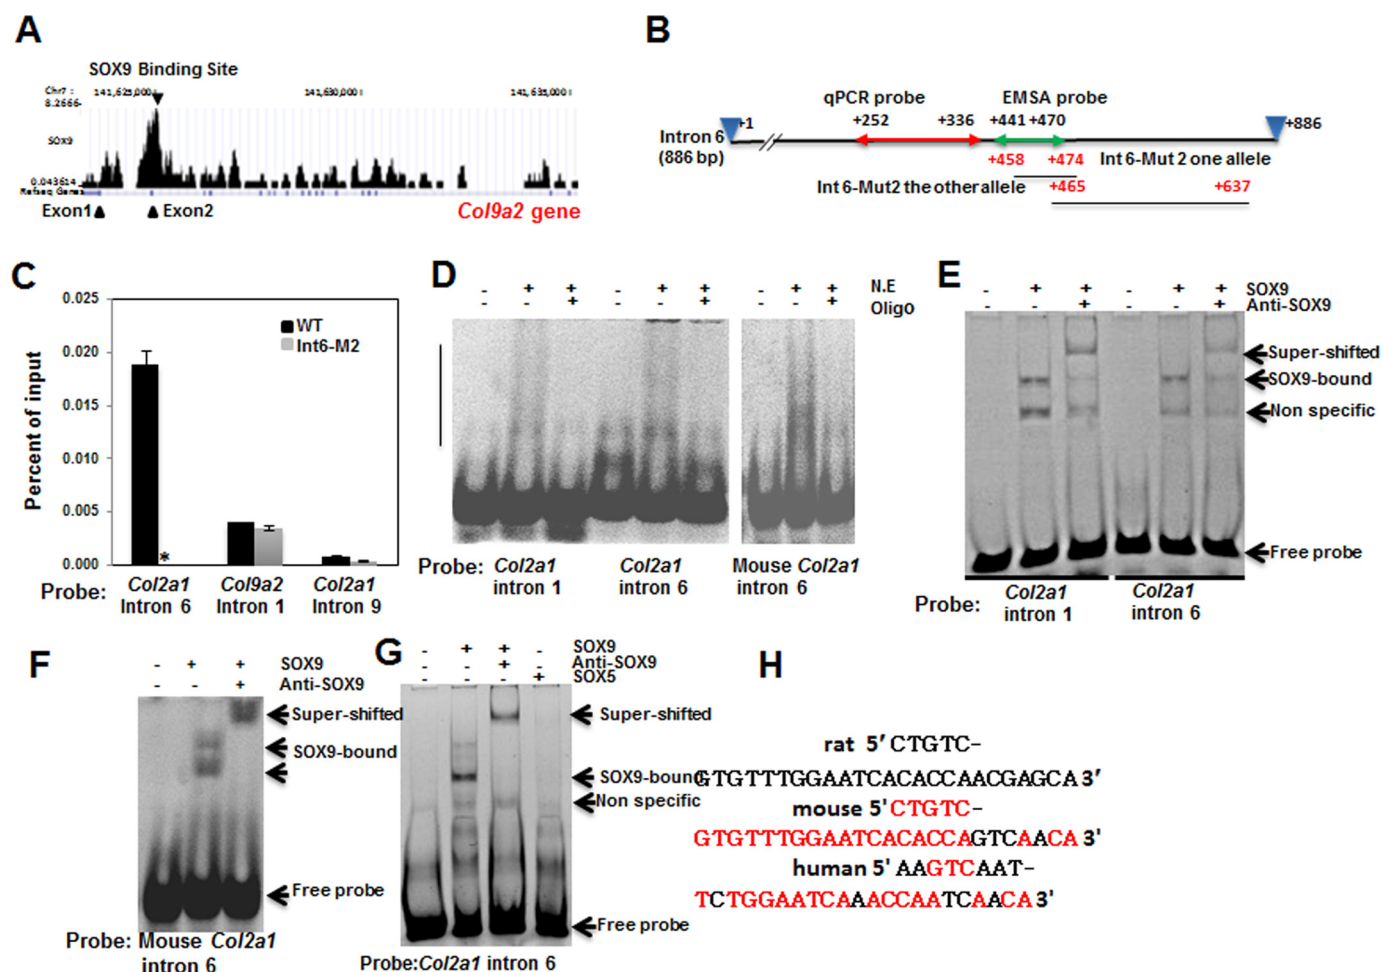 A
SOX9 Binding Site
Chr7 :
141,625,000
141,630,000
141,635,000
8.2666
SOX9
0.043614
RefSeq Genes
Exon1
Exon2
Col9a2 gene
B
qPCR probe
EMSA probe
+1
+252
+336
+441
+470
+886
Intron 6
(886 bp)
+458
+474
Int 6-Mut 2 one allele
Int 6-Mut2 the other allele
+465
+637
C
0.025
0.020
0.015
0.010
0.005
0.000
Percent of input
WT
Int6-M2
*
Probe:
Col2a1
Intron 6
Col9a2
Intron 1
Col2a1
Intron 9
D
- + + - + + - + + N.E
- - + - - + - - + Oligo
Probe:
Col2a1
intron 1
Col2a1
intron 6
Mouse Col2a1
intron 6
E
- + + - + + SOX9
- - + - - + Anti-SOX9
Super-shifted
SOX9-bound
Non specific
Free probe
Probe:
Col2a1
intron 1
Col2a1
intron 6
F
- + + SOX9
- - + Anti-SOX9
Super-shifted
SOX9-bound
Free probe
Probe: Mouse Col2a1
intron 6
G
- + + - SOX9
- - + - Anti-SOX9
- - - + SOX5
Super-shifted
SOX9-bound
Non specific
Free probe
Probe:Col2a1 intron 6
H
rat 5′ CTGTC-
GTGTTTGGAATCACACCAACGAGCA 3′
mouse 5' CTGTC-
GTGTTTGGAATCACACCAGTCAACA 3'
human 5' AAGTCAAT-
TCTGGAATCAAACCAATCAACA 3'